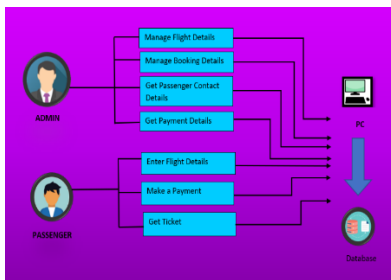 Manage Flight Details
Manage Booking Details
Get Passenger Contact
Details
Get Payment Details
ADMIN
PC
Enter Flight Details
Make a Payment
Get Ticket
PASSENGER
Database